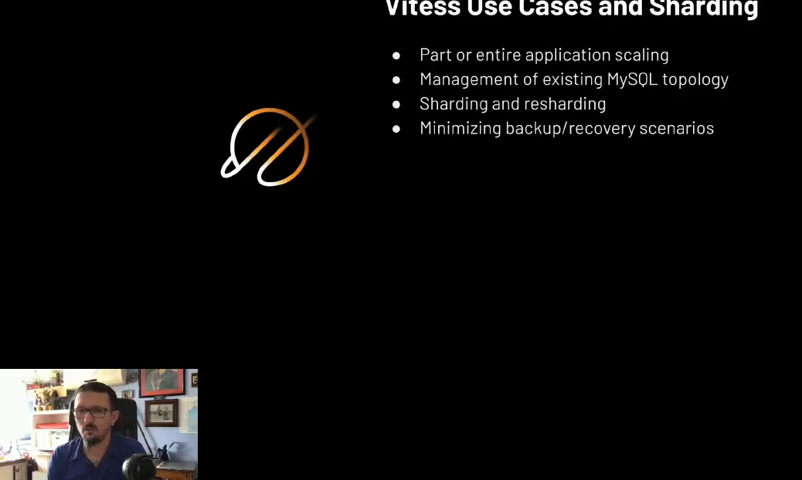 Vitess Use Cases and Sharding
● Part or entire application scaling
● Management of existing MySQL topology
● Sharding and resharding
● Minimizing backup/recovery scenarios